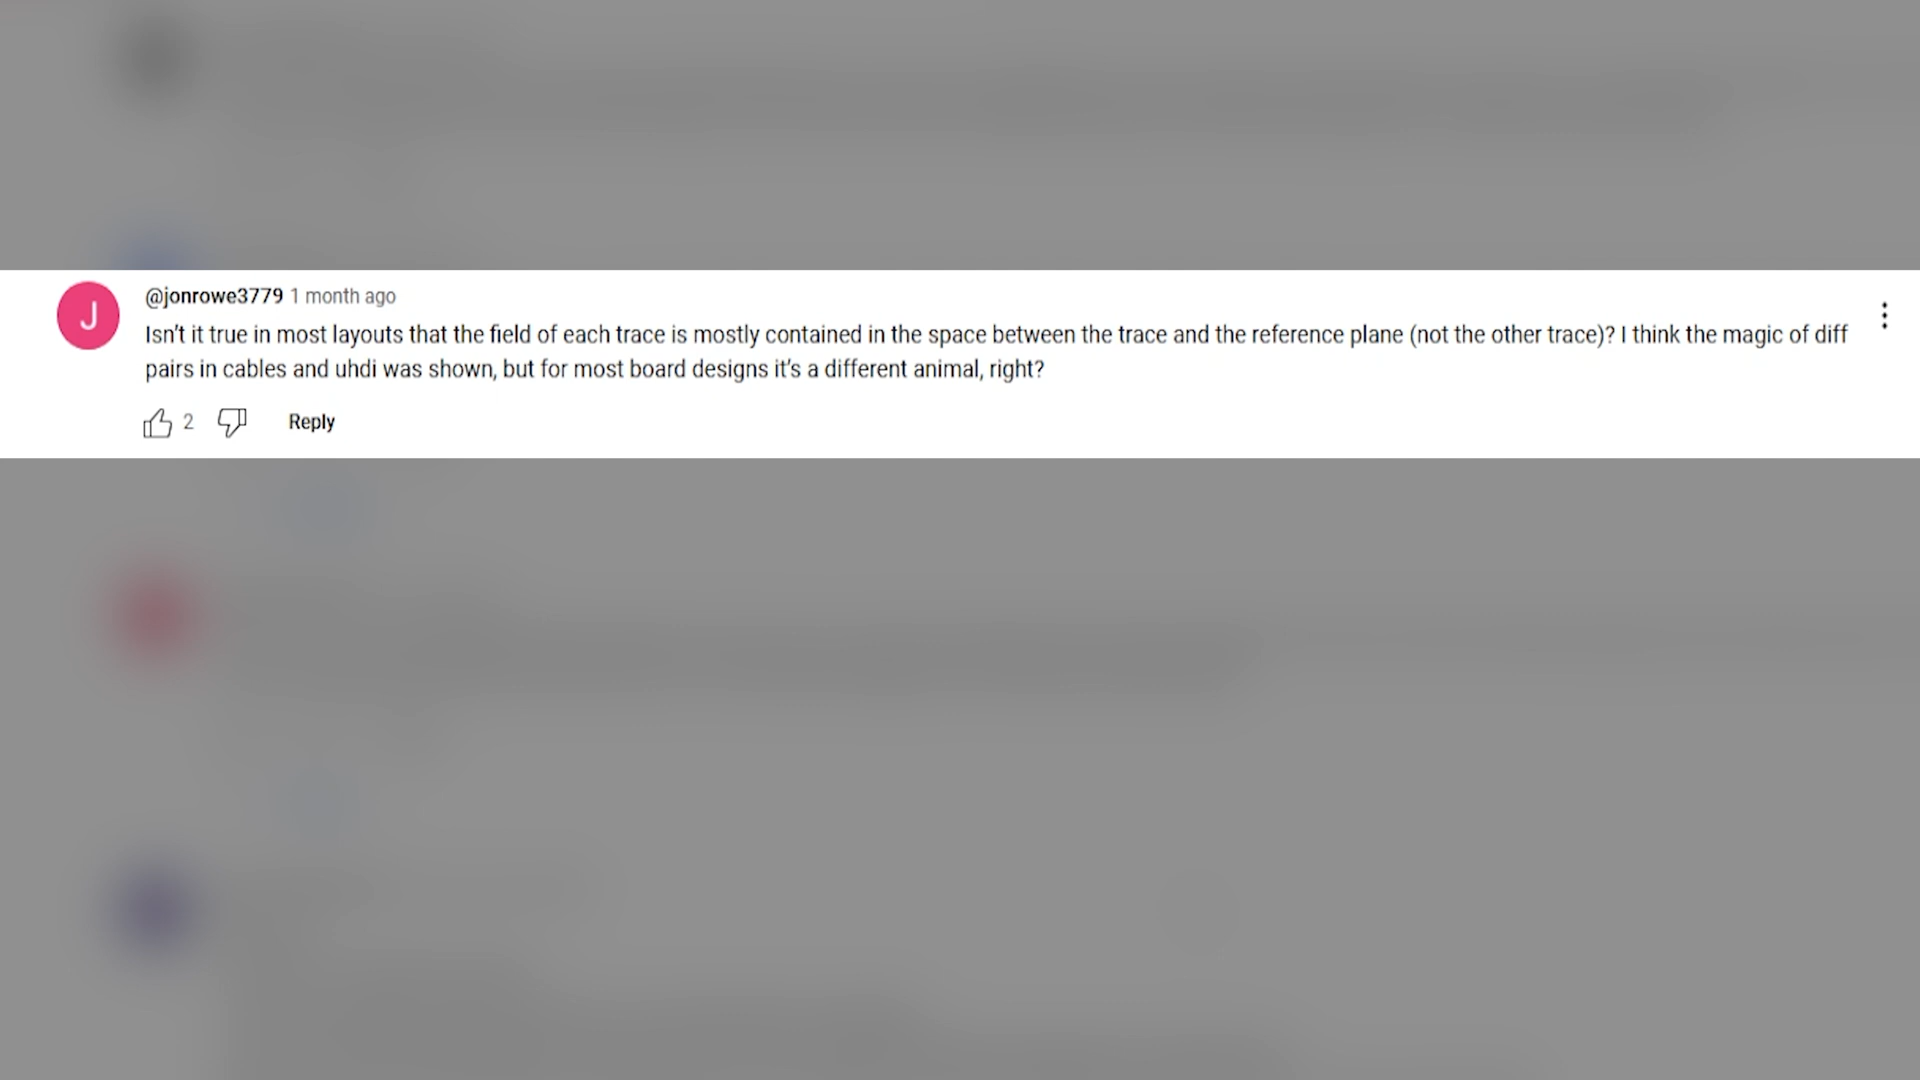 J
@jonrowe3779 1 month ago
Isn't it true in most layouts that the field of each trace is mostly contained in the space between the trace and the reference plane (not the other trace)? I think the magic of diff
pairs in cables and uhdi was shown, but for most board designs it's a different animal, right?
2
Reply